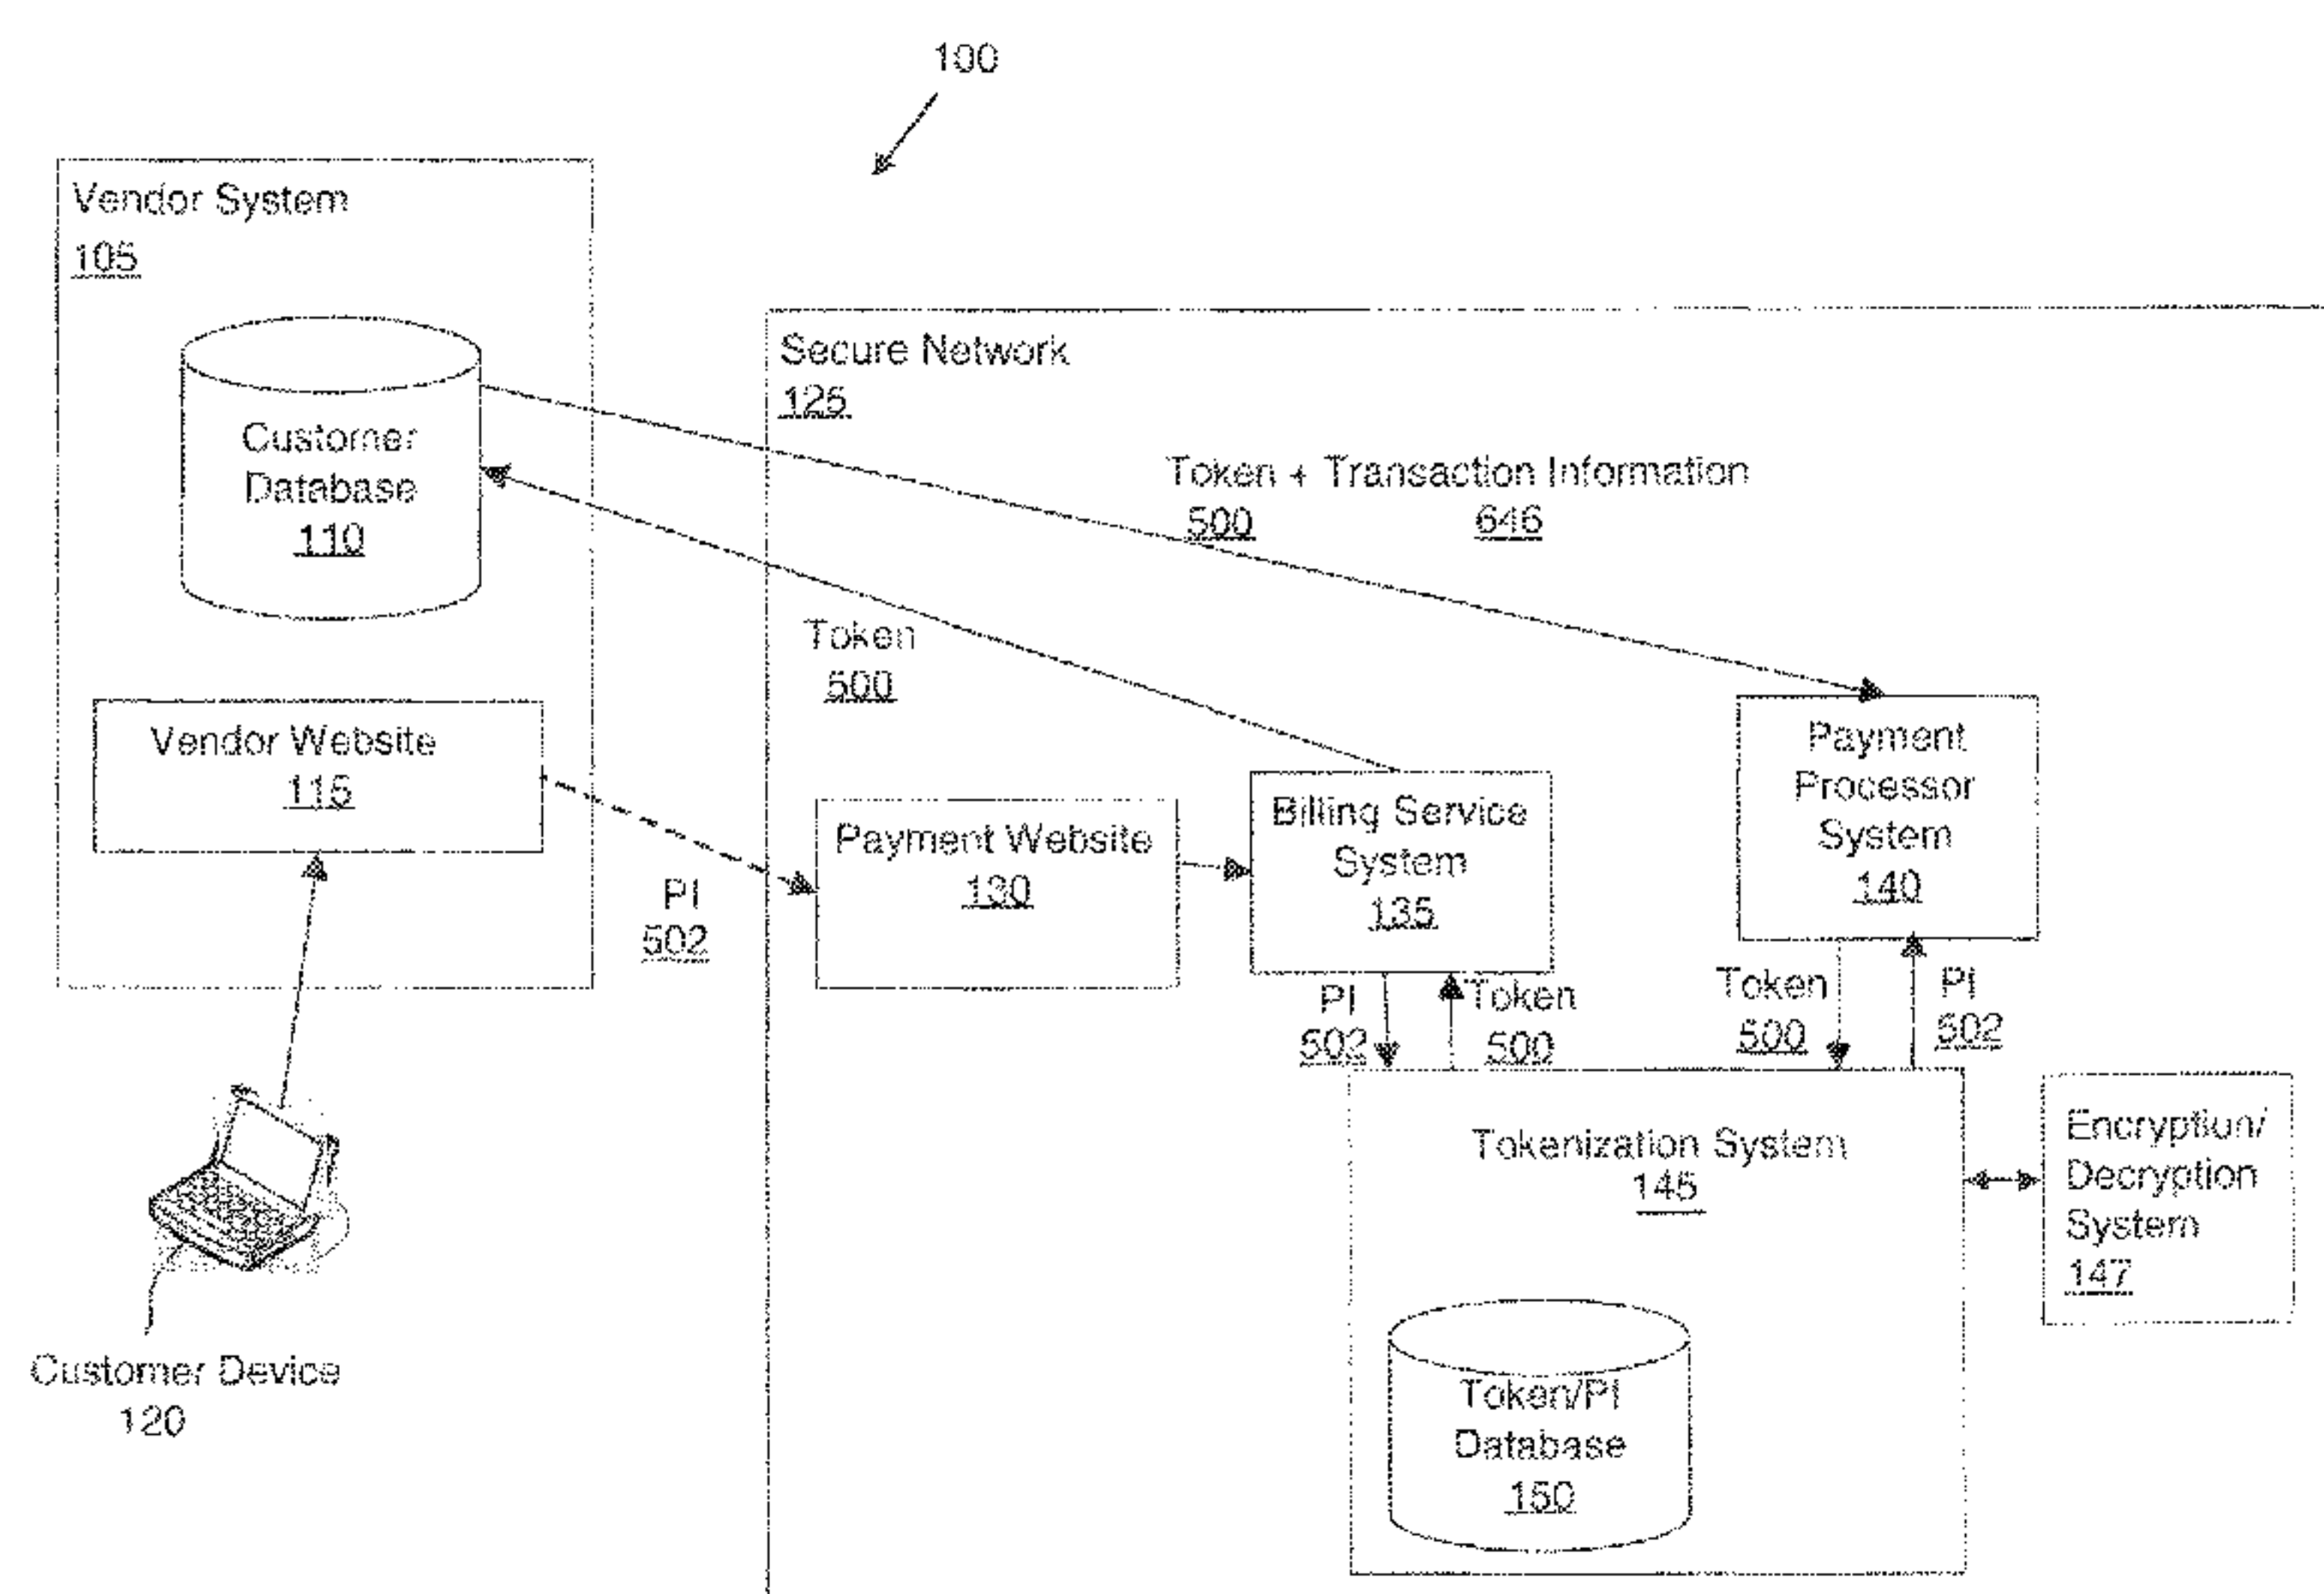 100
Vendor System
105
Customer
Database
110
Vendor Website
115
Customer Device
120
Secure Network
125
Token + Transaction Information
500 646
Token
500
PI
502
Payment Website
130
Billing Service
System
135
Payment
Processor
System
140
PI
502
Token
500
Token
500
PI
502
Tokenization System
145
Encryption/
Decryption
System
147
Token/PI
Database
150